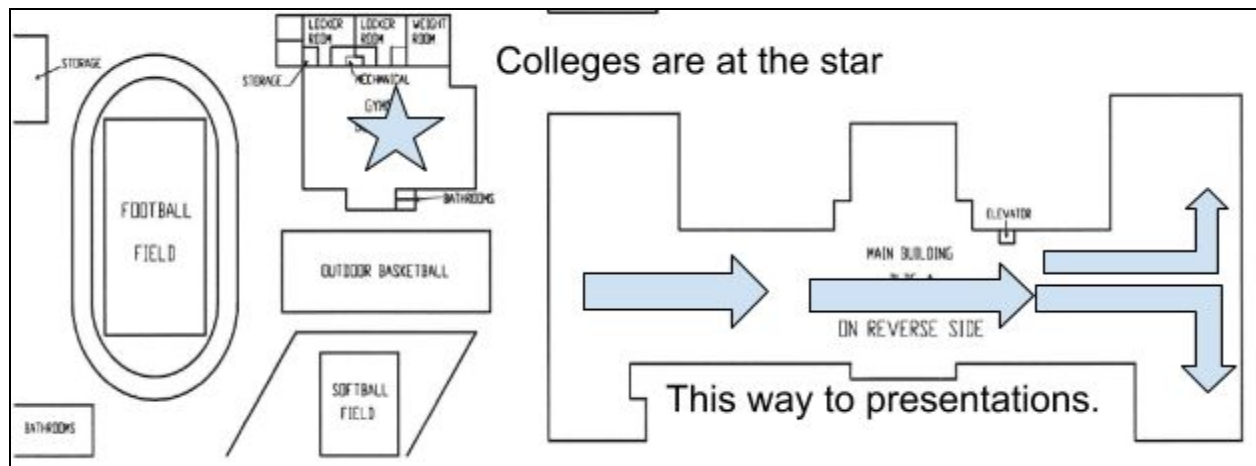 LOCKER
ROOM
LOCKER
ROOM
WEIGHT
ROOM
STORAGE
STORAGE
MECHANICAL
Colleges are at the star
BATHROOMS
FOOTBALL
FIELD
OUTDOOR BASKETBALL
ELEVATOR
MAIN BUILDING
ON REVERSE SIDE
SOFTBALL
FIELD
This way to presentations.
BATHROOMS